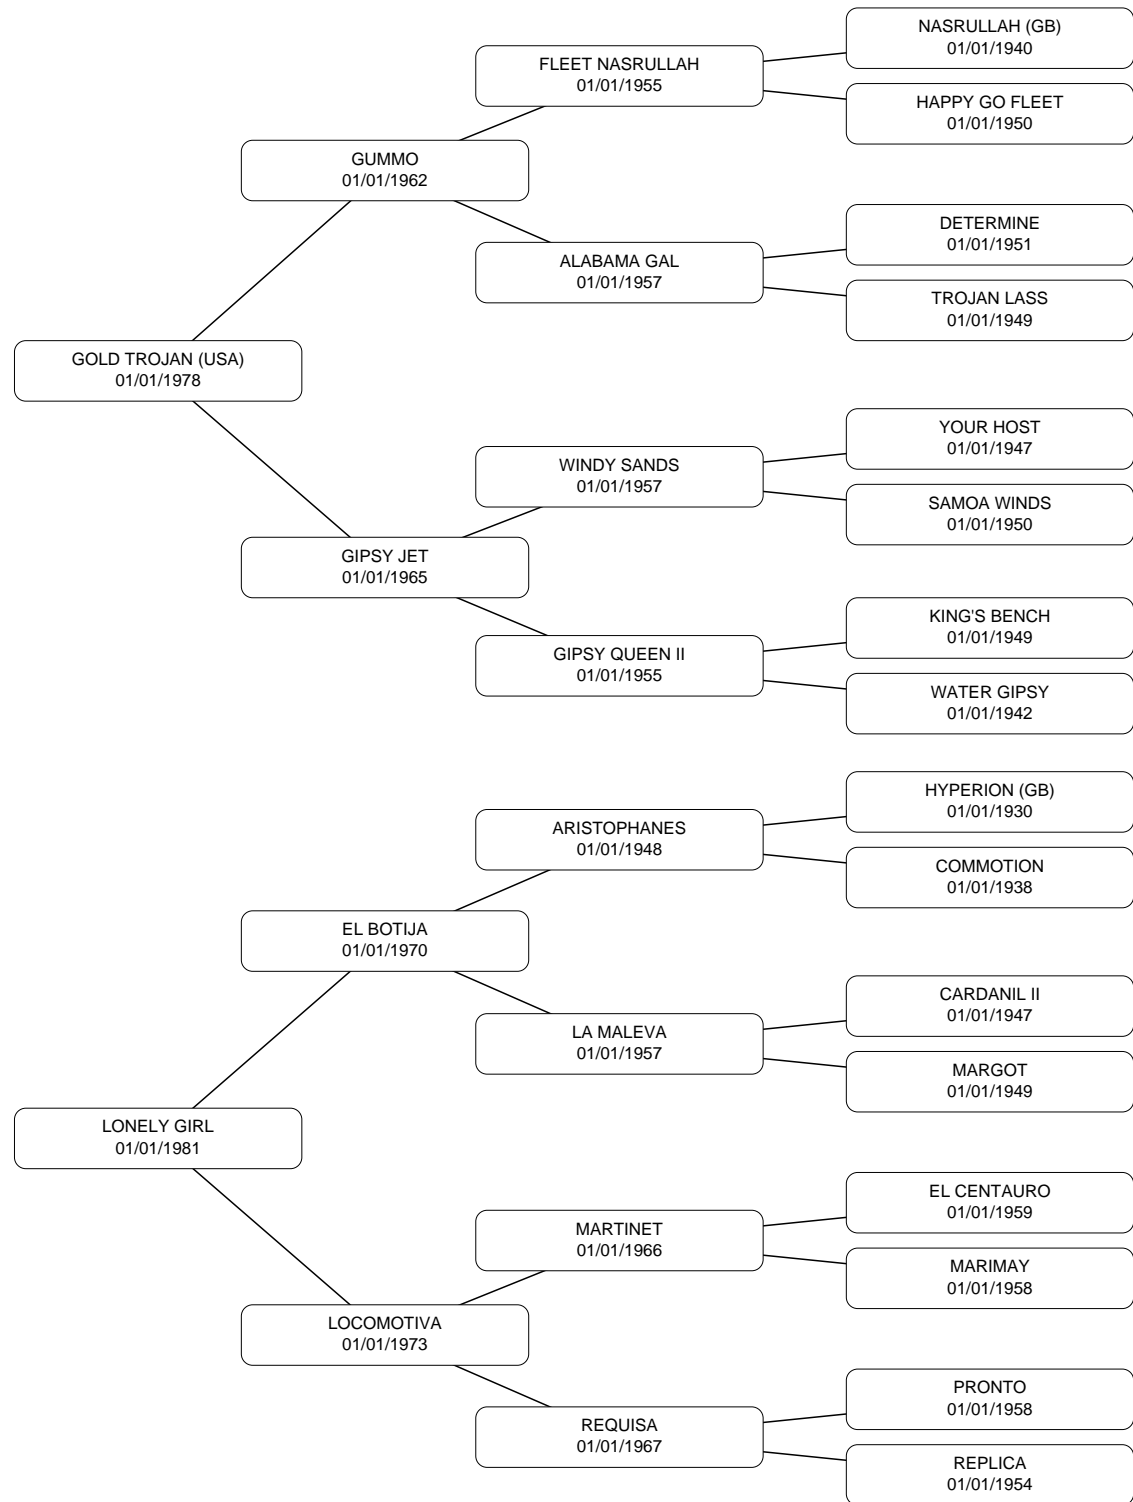 NASRULLAH (GB)
01/01/1940
FLEET NASRULLAH
01/01/1955
HAPPY GO FLEET
01/01/1950
GUMMO
01/01/1962
DETERMINE
01/01/1951
ALABAMA GAL
01/01/1957
TROJAN LASS
01/01/1949
GOLD TROJAN (USA)
01/01/1978
YOUR HOST
01/01/1947
WINDY SANDS
01/01/1957
SAMOA WINDS
01/01/1950
GIPSY JET
01/01/1965
KING'S BENCH
01/01/1949
GIPSY QUEEN II
01/01/1955
WATER GIPSY
01/01/1942
HYPERION (GB)
01/01/1930
ARISTOPHANES
01/01/1948
COMMOTION
01/01/1938
EL BOTIJA
01/01/1970
CARDANIL II
01/01/1947
LA MALEVA
01/01/1957
MARGOT
01/01/1949
LONELY GIRL
01/01/1981
EL CENTAURO
01/01/1959
MARTINET
01/01/1966
MARIMAY
01/01/1958
LOCOMOTIVA
01/01/1973
PRONTO
01/01/1958
REQUISA
01/01/1967
REPLICA
01/01/1954